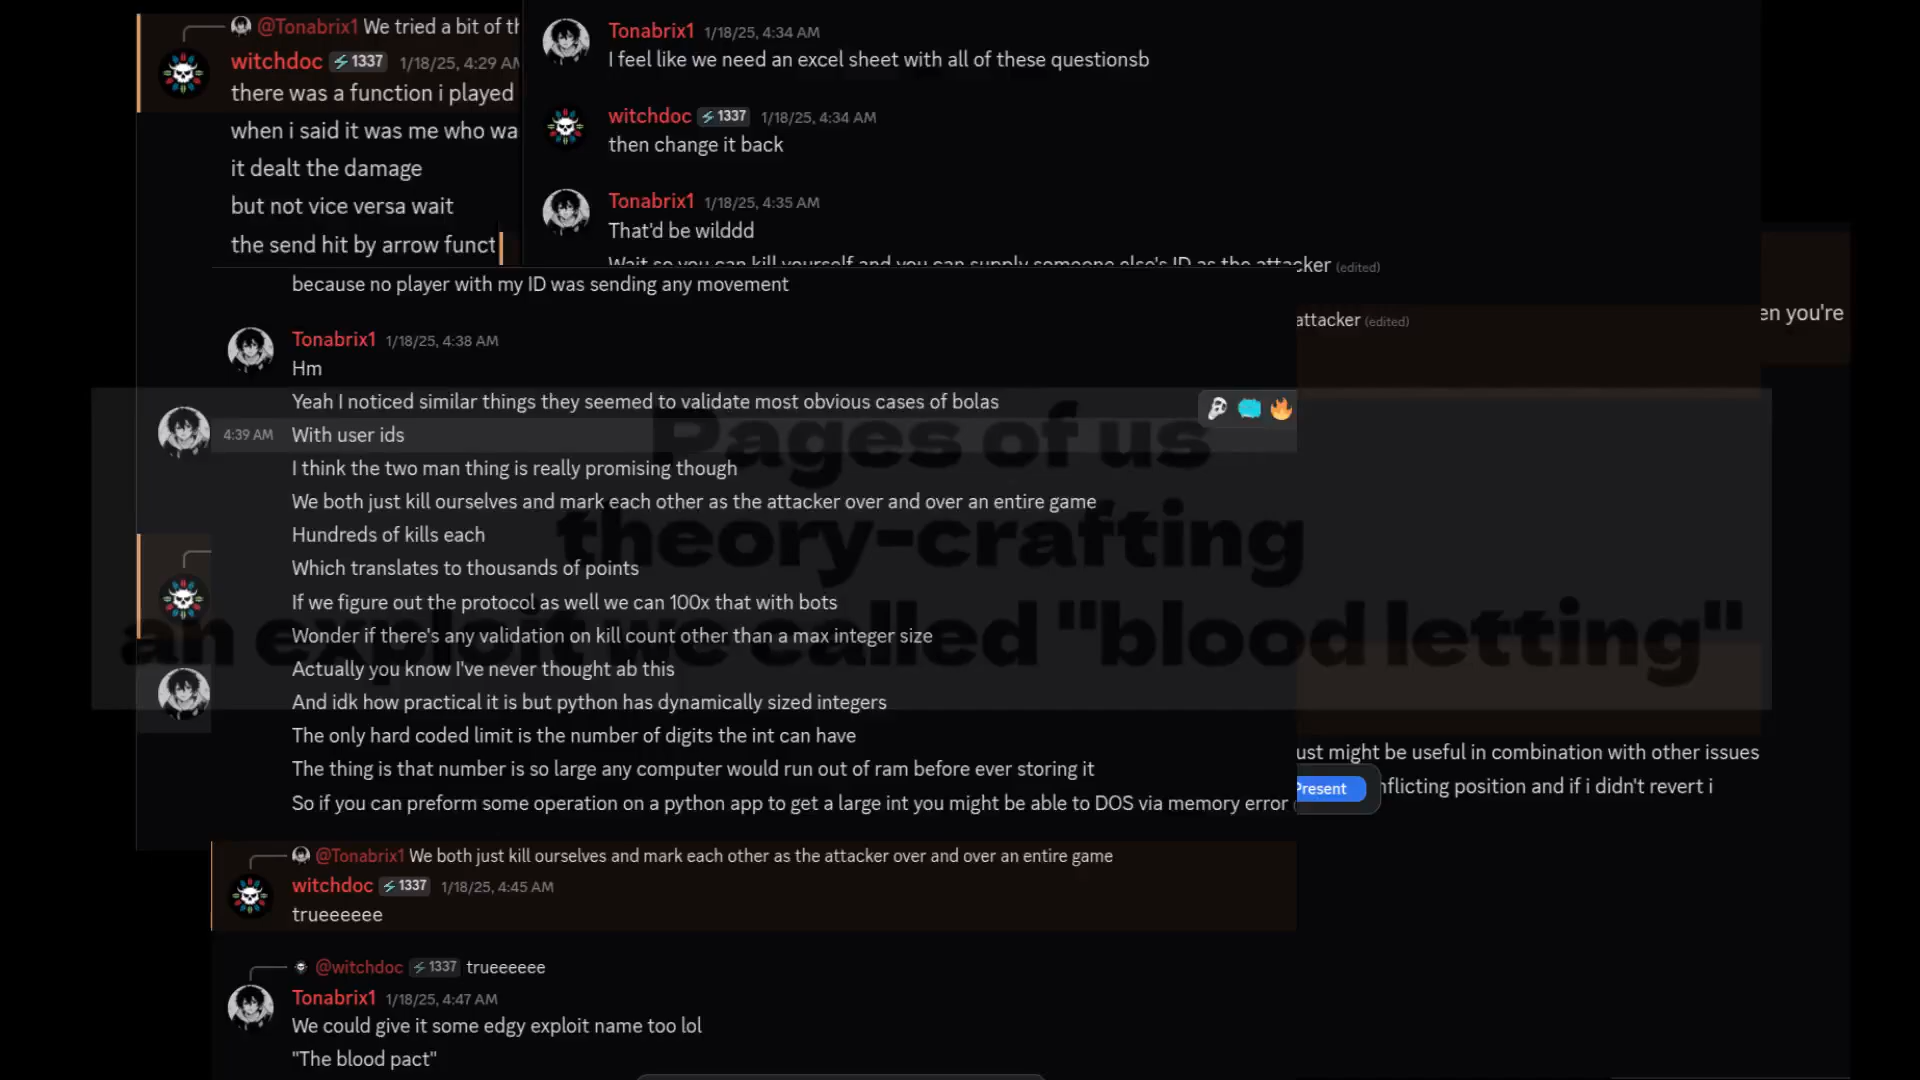 @Tonabrix1 We tried a bit of th
witchdoc 1337 1/18/25, 4:29 AM
there was a function i played
when i said it was me who wa
it dealt the damage
but not vice versa wait
the send hit by arrow funct
Tonabrix1 1/18/25, 4:34 AM
I feel like we need an excel sheet with all of these questionsb
witchdoc 1337 1/18/25, 4:34 AM
then change it back
Tonabrix1 1/18/25, 4:35 AM
That'd be wilddd
Wait so you can kill yourself and you can supply someone else's ID as the attacker (edited)
attacker (edited)
en you're
because no player with my ID was sending any movement
Tonabrix1 1/18/25, 4:38 AM
Hm
Yeah I noticed similar things they seemed to validate most obvious cases of bolas
4:39 AM With user ids
I think the two man thing is really promising though
We both just kill ourselves and mark each other as the attacker over and over an entire game
Hundreds of kills each
Which translates to thousands of points
If we figure out the protocol as well we can 100x that with bots
Wonder if there's any validation on kill count other than a max integer size
Actually you know I've never thought ab this
And idk how practical it is but python has dynamically sized integers
The only hard coded limit is the number of digits the int can have
The thing is that number is so large any computer would run out of ram before ever storing it
So if you can preform some operation on a python app to get a large int you might be able to DOS via memory error
Pages of us
theory-crafting
an exploit we called "blood letting"
ust might be useful in combination with other issues
Present
nflicting position and if i didn't revert i
@Tonabrix1 We both just kill ourselves and mark each other as the attacker over and over an entire game
witchdoc 1337 1/18/25, 4:45 AM
trueeeeee
@witchdoc 1337 trueeeeee
Tonabrix1 1/18/25, 4:47 AM
We could give it some edgy exploit name too lol
"The blood pact"